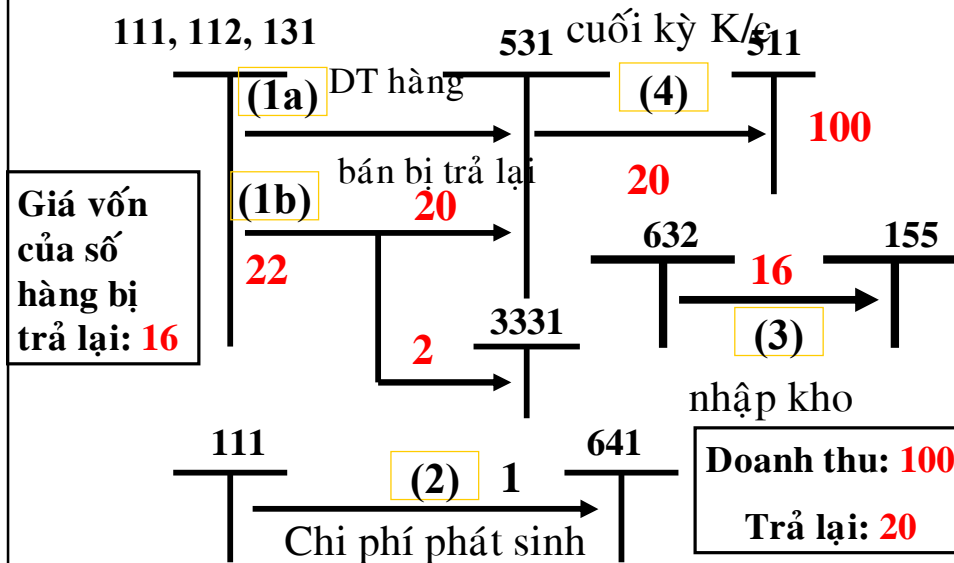 111, 112, 131
531
cuối kỳ K/c
511
(1a)
DT hàng
(4)
100
bán bị trả lại
20
(1b)
20
22
Giá vốn
của số
hàng bị
trả lại: 16
632
16
155
(3)
3331
2
nhập kho
111
641
(2) 1
Chi phí phát sinh
Doanh thu: 100
Trả lại: 20